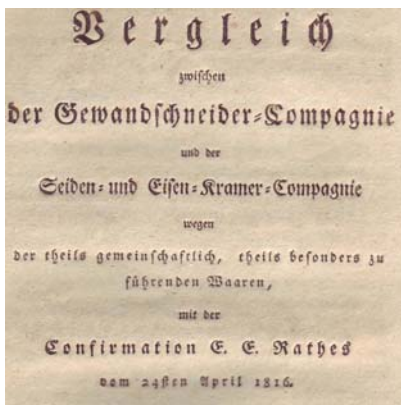 Vergleich
zwischen
der Gewandschneider-Compagnie
und der
Seiden- und Eisen-Kramer-Compagnie
wegen
der theils gemeinschaftlich, theils besonders zu
führenden Waaren,
mit der
Confirmation E. E. Rathes
vom 24sten April 1816.